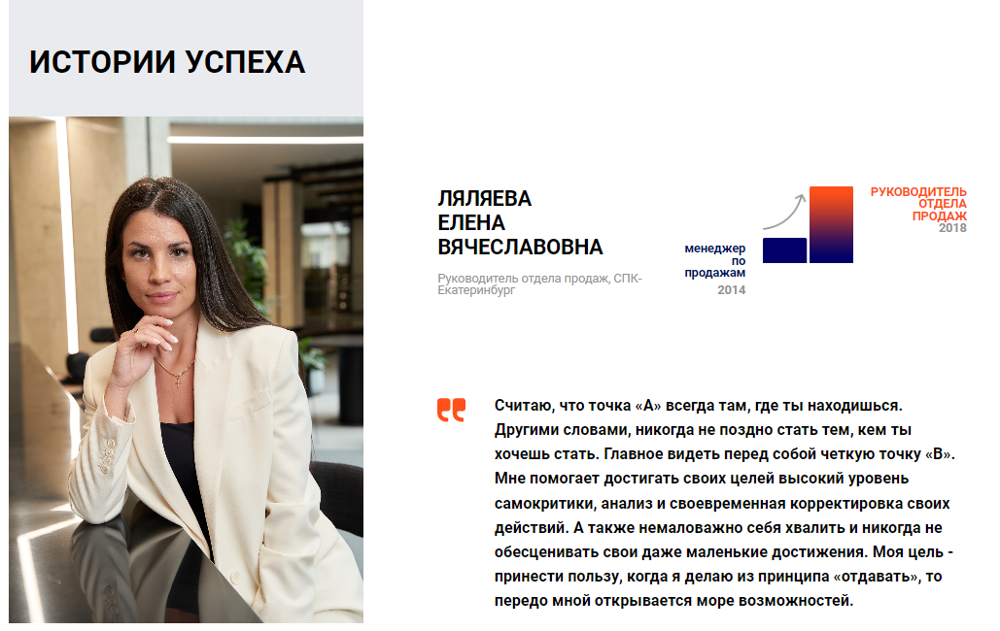 ИСТОРИИ УСПЕХА
ЛЯЛЯЕВА
ЕЛЕНА
ВЯЧЕСЛАВОВНА
Руководитель отдела продаж, СПК-
Екатеринбург
менеджер
по
продажам
2014
РУКОВОДИТЕЛЬ
ОТДЕЛА
ПРОДАЖ
2018
Считаю, что точка «А» всегда там, где ты находишься.
Другими словами, никогда не поздно стать тем, кем ты
хочешь стать. Главное видеть перед собой четкую точку «В».
Мне помогает достигать своих целей высокий уровень
самокритики, анализ и своевременная корректировка своих
действий. А также немаловажно себя хвалить и никогда не
обесценивать свои даже маленькие достижения. Моя цель -
принести пользу, когда я делаю из принципа «отдавать», то
передо мной открывается море возможностей.